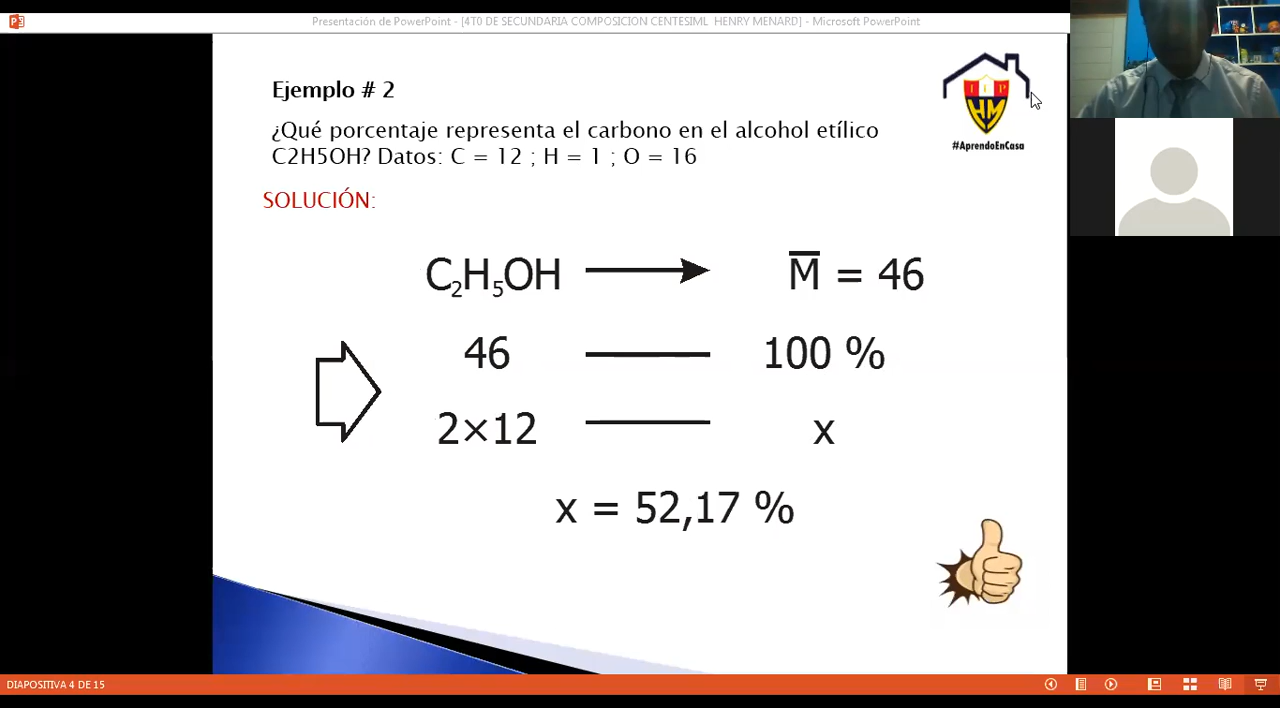 Presentación de PowerPoint - [4T0 DE SECUNDARIA COMPOSICION CENTESIML HENRY MENARD] - Microsoft PowerPoint
Ejemplo # 2
¿Qué porcentaje representa el carbono en el alcohol etílico
C2H5OH? Datos: C = 12 ; H = 1 ; O = 16
I E P
HM
#AprendoEnCasa
SOLUCIÓN:
C₂H₅OH M̅ = 46
46 100 %
2×12 x
x = 52,17 %
DIAPOSITIVA 4 DE 15